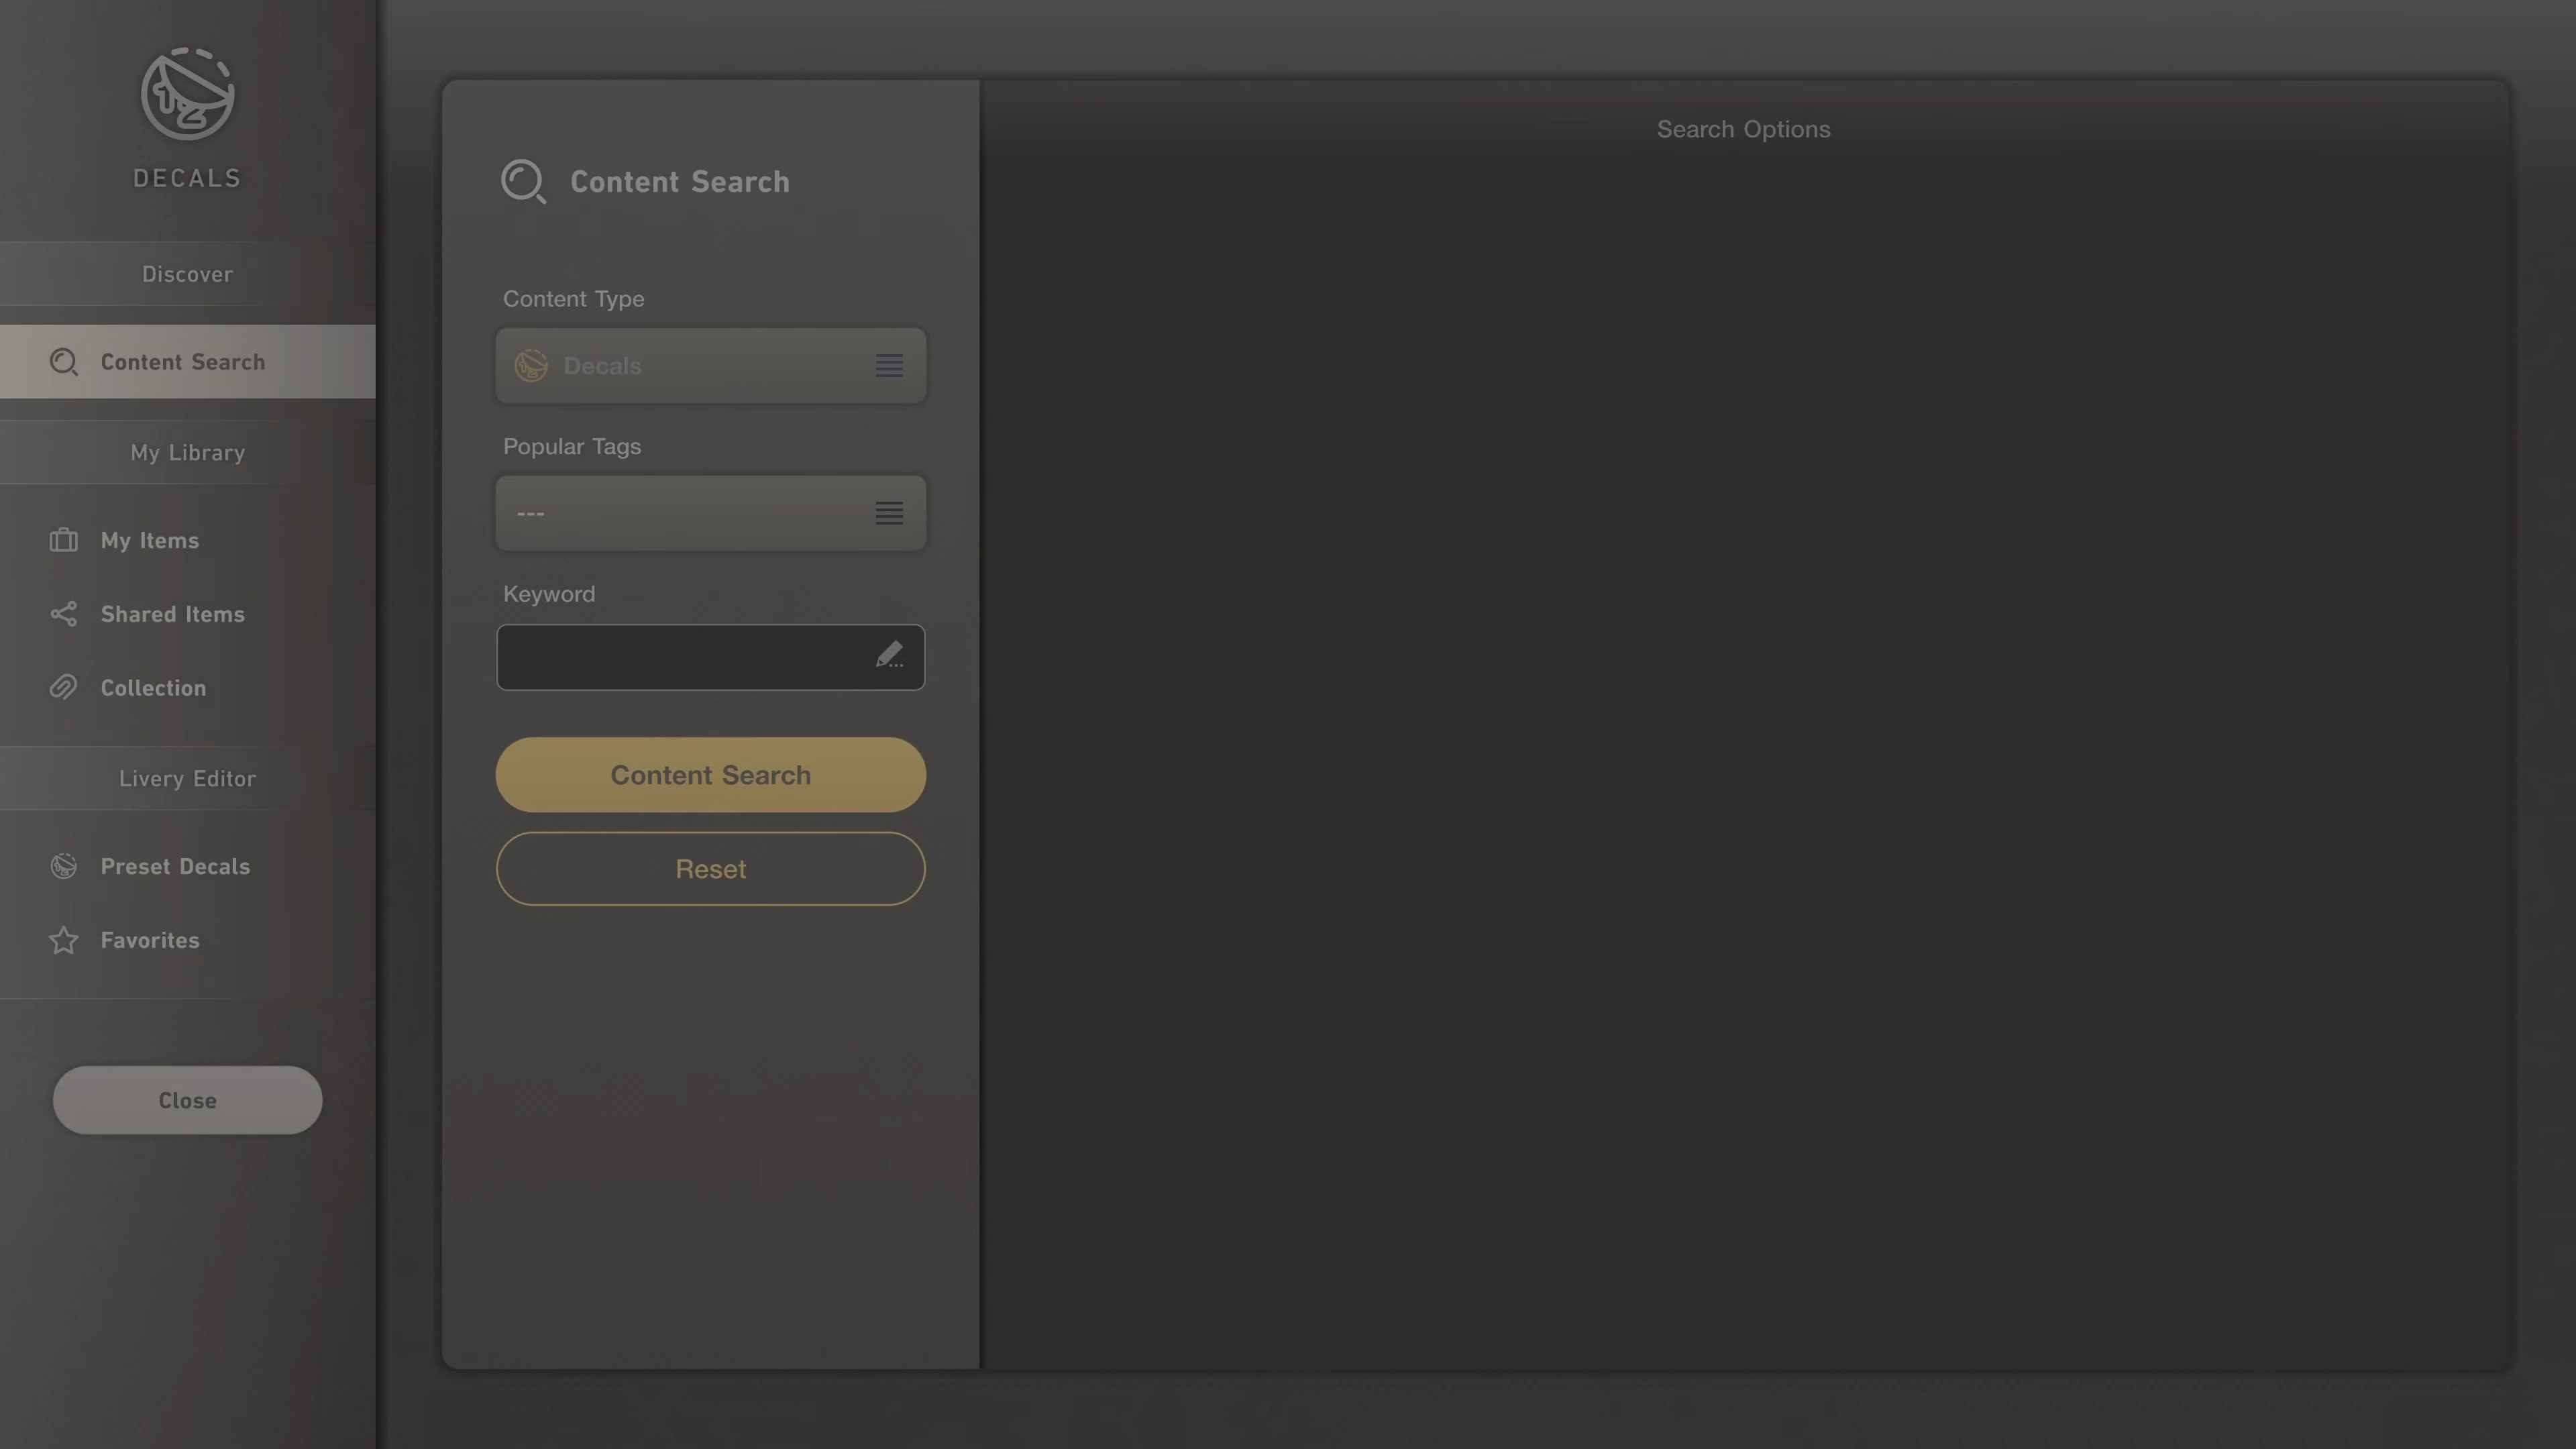 DECALS
Discover
Content Search
My Library
My Items
Shared Items
Collection
Livery Editor
Preset Decals
Favorites
Close
Content Search
Content Type
Decals
Popular Tags
---
Keyword
Content Search
Reset
Search Options